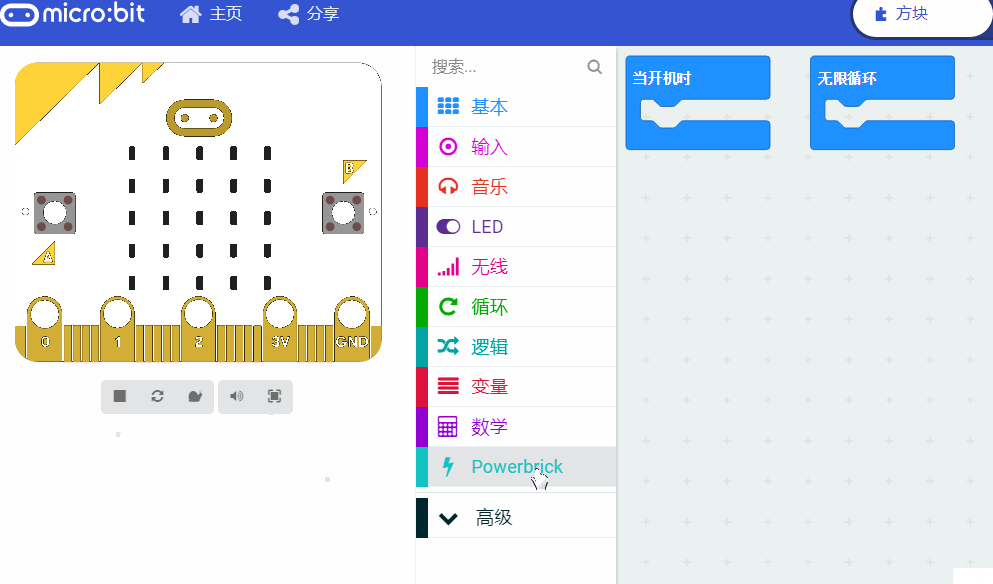 micro:bit 主页 分享 方块
搜索...
基本
输入
音乐
LED
无线
循环
逻辑
变量
数学
Powerbrick
高级
当开机时
无限循环
B
A
0 1 2 3V GND